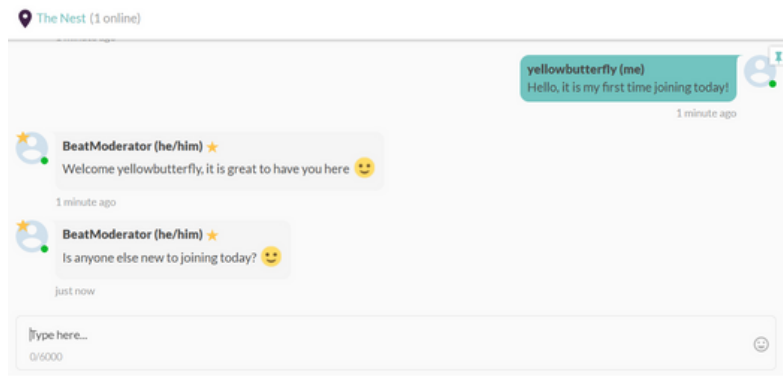 The Nest (1 online)
yellowbutterfly (me)
Hello, it is my first time joining today!
1 minute ago
BeatModerator (he/him)
Welcome yellowbutterfly, it is great to have you here
1 minute ago
BeatModerator (he/him)
Is anyone else new to joining today?
just now
Type here...
0/6000